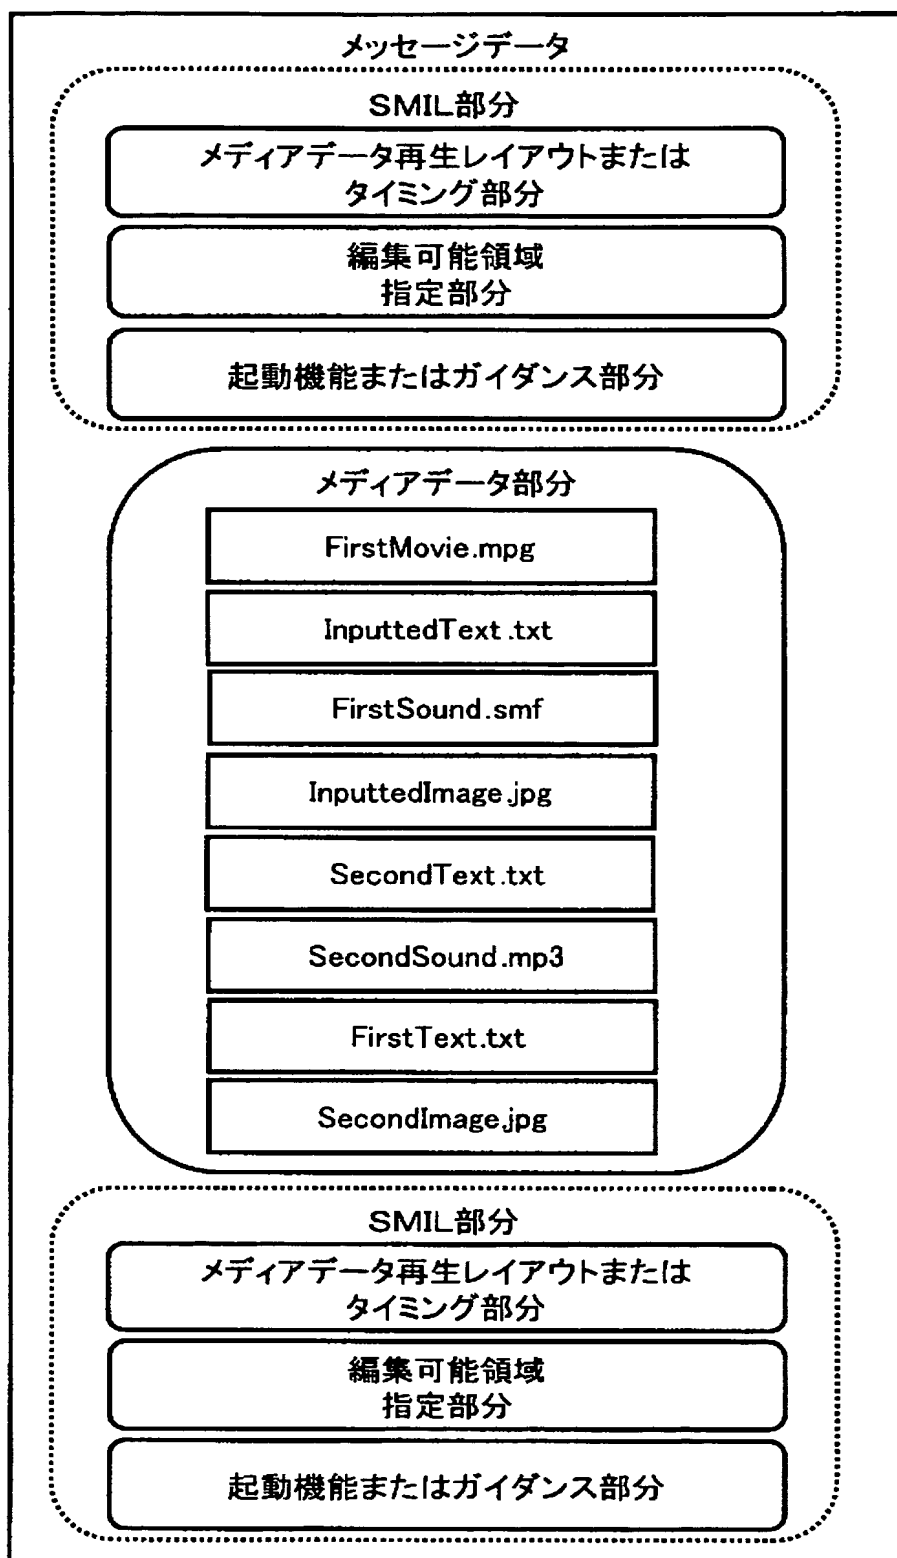 メッセージデータ
SMIL部分
メディアデータ再生レイアウトまたは
タイミング部分
編集可能領域
指定部分
起動機能またはガイダンス部分
メディアデータ部分
FirstMovie.mpg
InputtedText.txt
FirstSound.smf
InputtedImage.jpg
SecondText.txt
SecondSound.mp3
FirstText.txt
SecondImage.jpg
SMIL部分
メディアデータ再生レイアウトまたは
タイミング部分
編集可能領域
指定部分
起動機能またはガイダンス部分